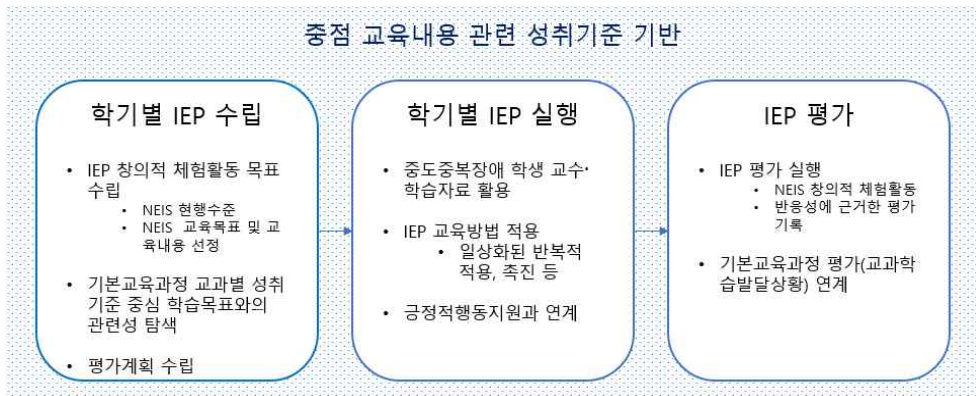 중점 교육내용 관련 성취기준 기반
학기별 IEP 수립
• IEP 창의적 체험활동 목표
수립
• NEIS 현행수준
• NEIS 교육목표 및 교
육내용 선정
• 기본교육과정 교과별 성취
기준 중심 학습목표와의
관련성 탐색
• 평가계획 수립
학기별 IEP 실행
• 중도중복장애 학생 교수·
학습자료 활용
• IEP 교육방법 적용
• 일상화된 반복적
적용, 촉진 등
• 긍정적행동지원과 연계
IEP 평가
• IEP 평가 실행
• NEIS 창의적 체험활동
• 반응성에 근거한 평가
기록
• 기본교육과정 평가(교과학
습발달상황) 연계